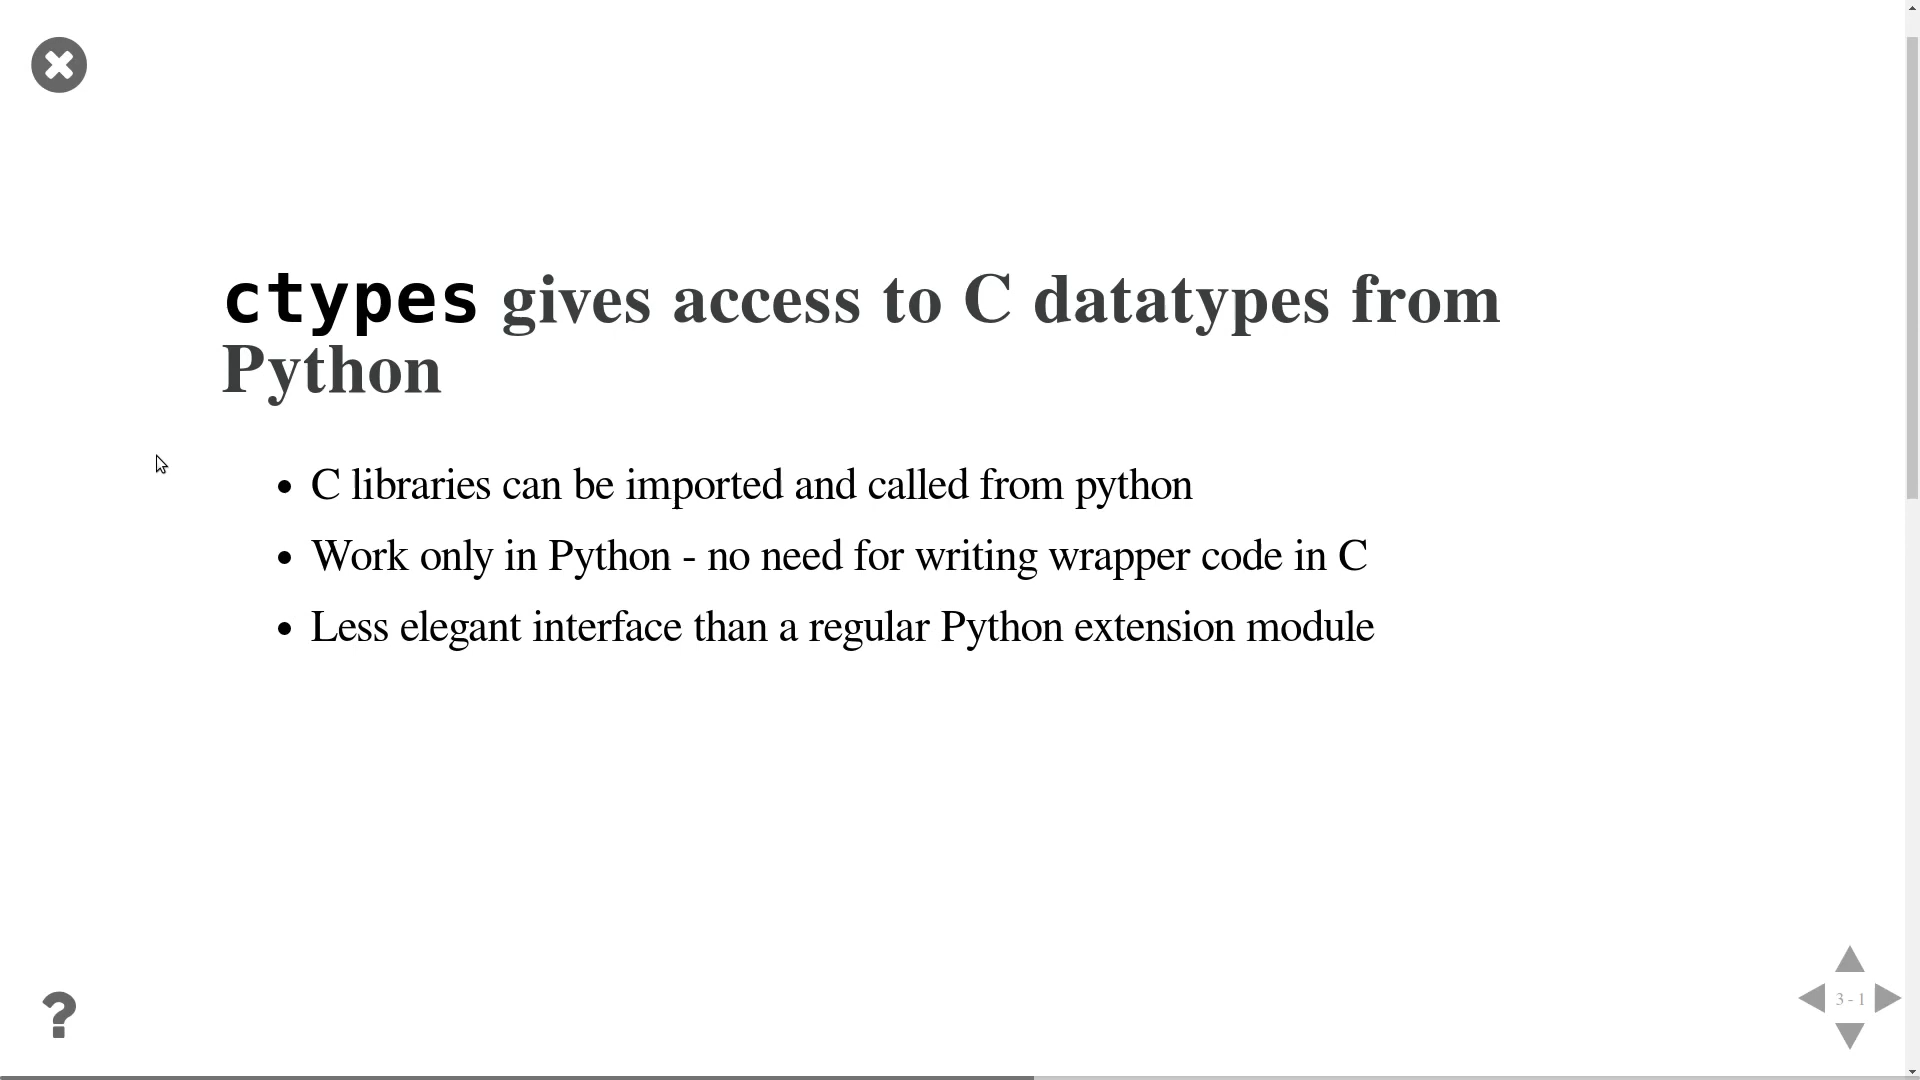 ctypes gives access to C datatypes from
Python
• C libraries can be imported and called from python
• Work only in Python - no need for writing wrapper code in C
• Less elegant interface than a regular Python extension module
?
3 - 1